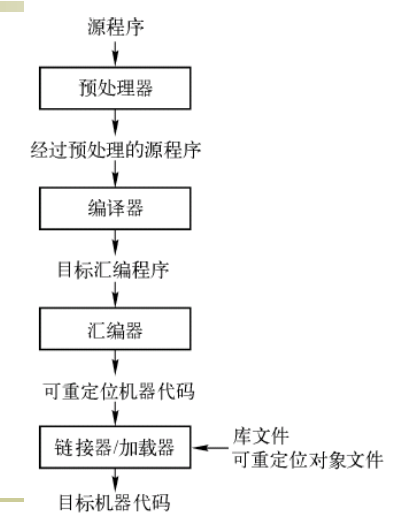 源程序
预处理器
经过预处理的源程序
编译器
目标汇编程序
汇编器
可重定位机器代码
链接器/加载器
库文件
可重定位对象文件
目标机器代码